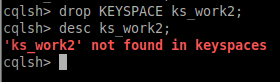 cqlsh> drop KEYSPACE ks_work2;
cqlsh> desc ks_work2;
'ks_work2' not found in keyspaces
cqlsh>